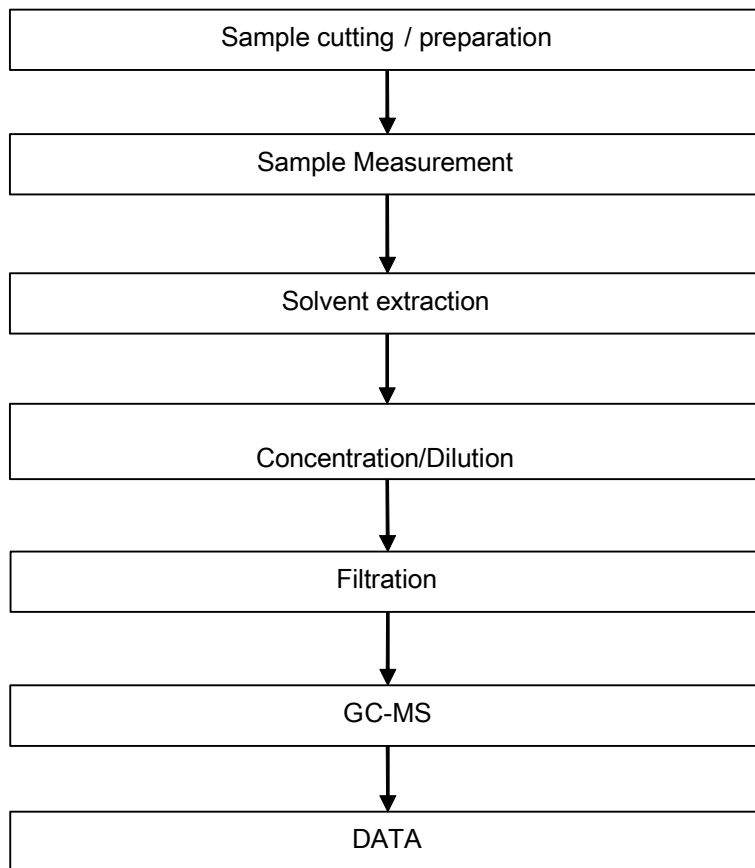 Sample cutting / preparation
Sample Measurement
Solvent extraction
Concentration/Dilution
Filtration
GC-MS
DATA